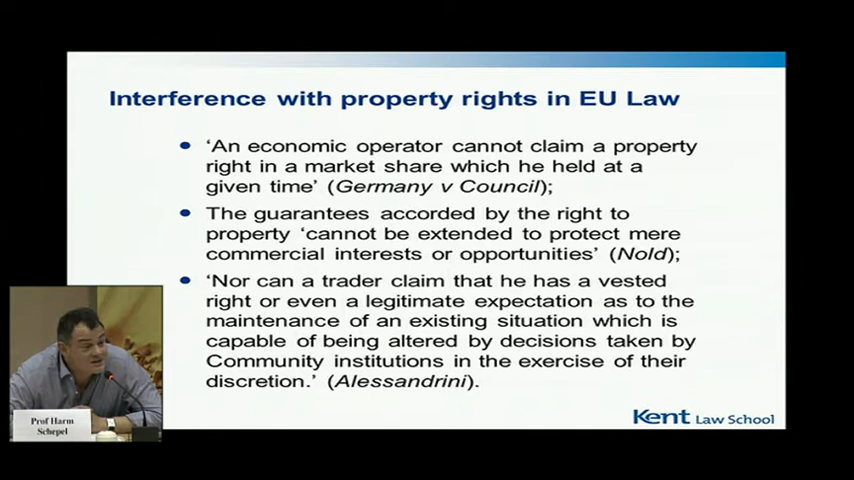 Interference with property rights in EU Law
• ‘An economic operator cannot claim a property
right in a market share which he held at a
given time’ (Germany v Council);
• The guarantees accorded by the right to
property ‘cannot be extended to protect mere
commercial interests or opportunities’ (Nold);
• ‘Nor can a trader claim that he has a vested
right or even a legitimate expectation as to the
maintenance of an existing situation which is
capable of being altered by decisions taken by
Community institutions in the exercise of their
discretion.’ (Alessandrini).
Kent Law School
Prof Harm
Schepel